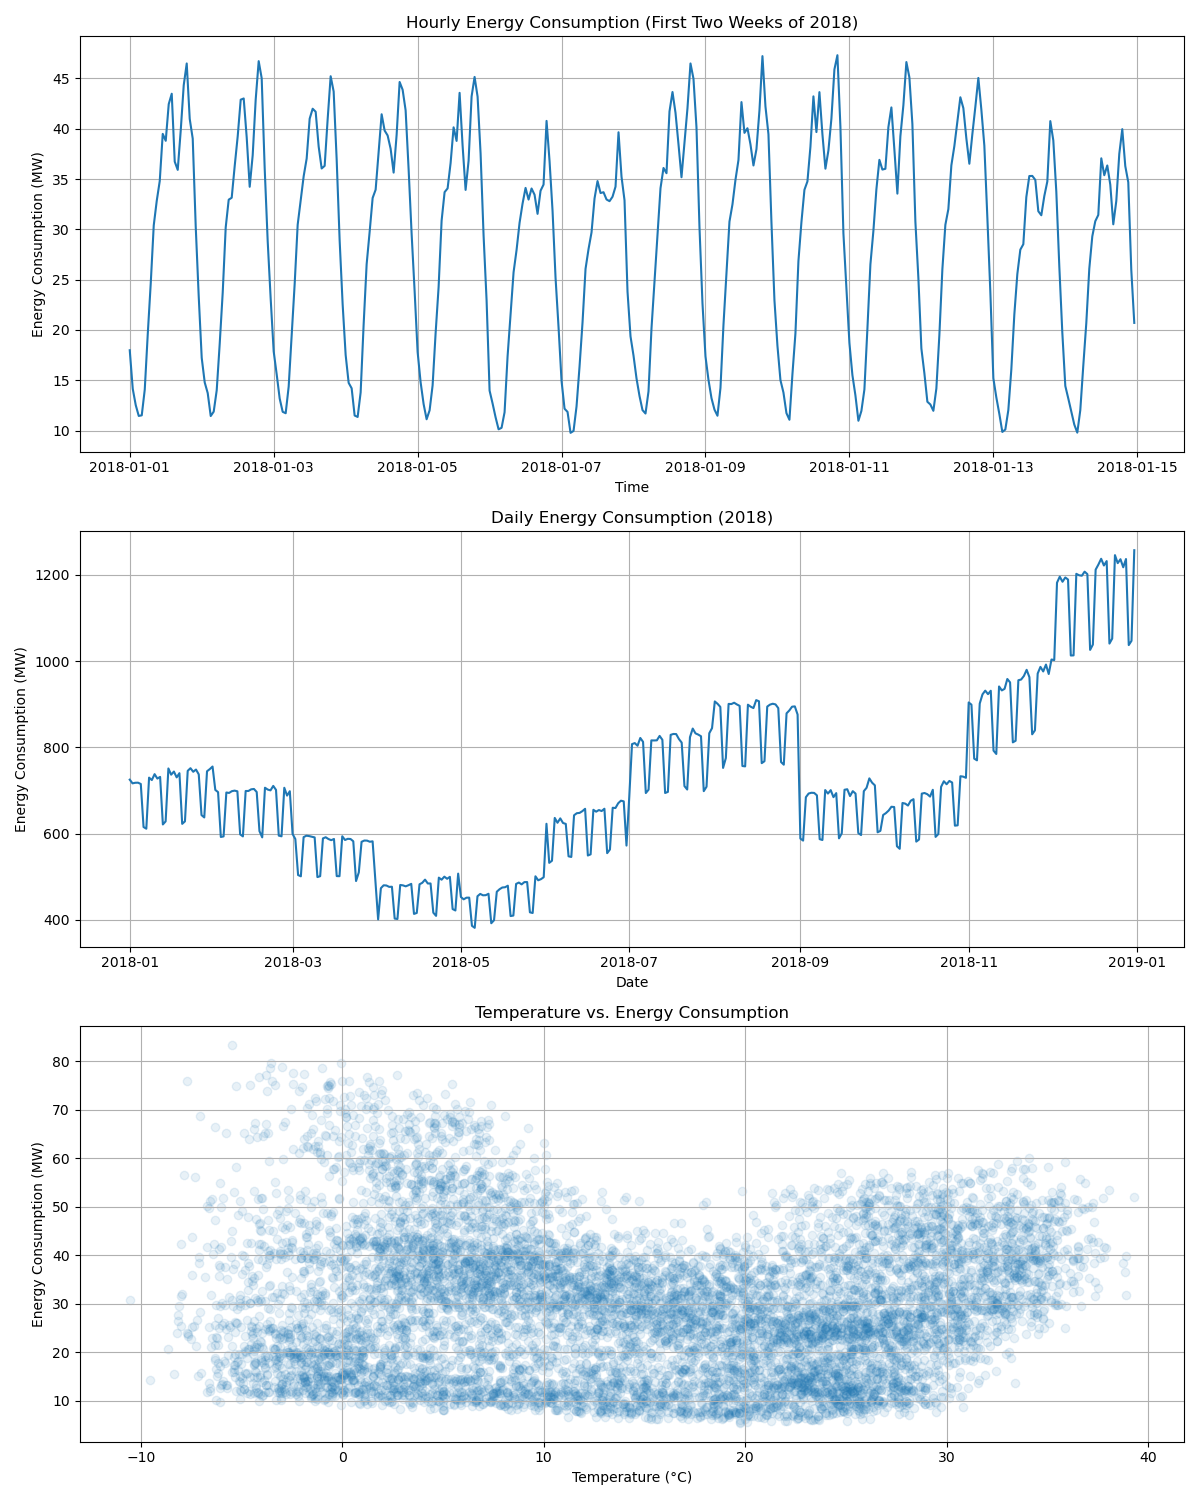 Hourly Energy Consumption (First Two Weeks of 2018)
Energy Consumption (MW)
45
40
35
30
25
20
15
10
2018-01-01 2018-01-03 2018-01-05 2018-01-07 2018-01-09 2018-01-11 2018-01-13 2018-01-15
Time
Daily Energy Consumption (2018)
Energy Consumption (MW)
1200
1000
800
600
400
2018-01 2018-03 2018-05 2018-07 2018-09 2018-11 2019-01
Date
Temperature vs. Energy Consumption
Energy Consumption (MW)
80
70
60
50
40
30
20
10
−10 0 10 20 30 40
Temperature (°C)